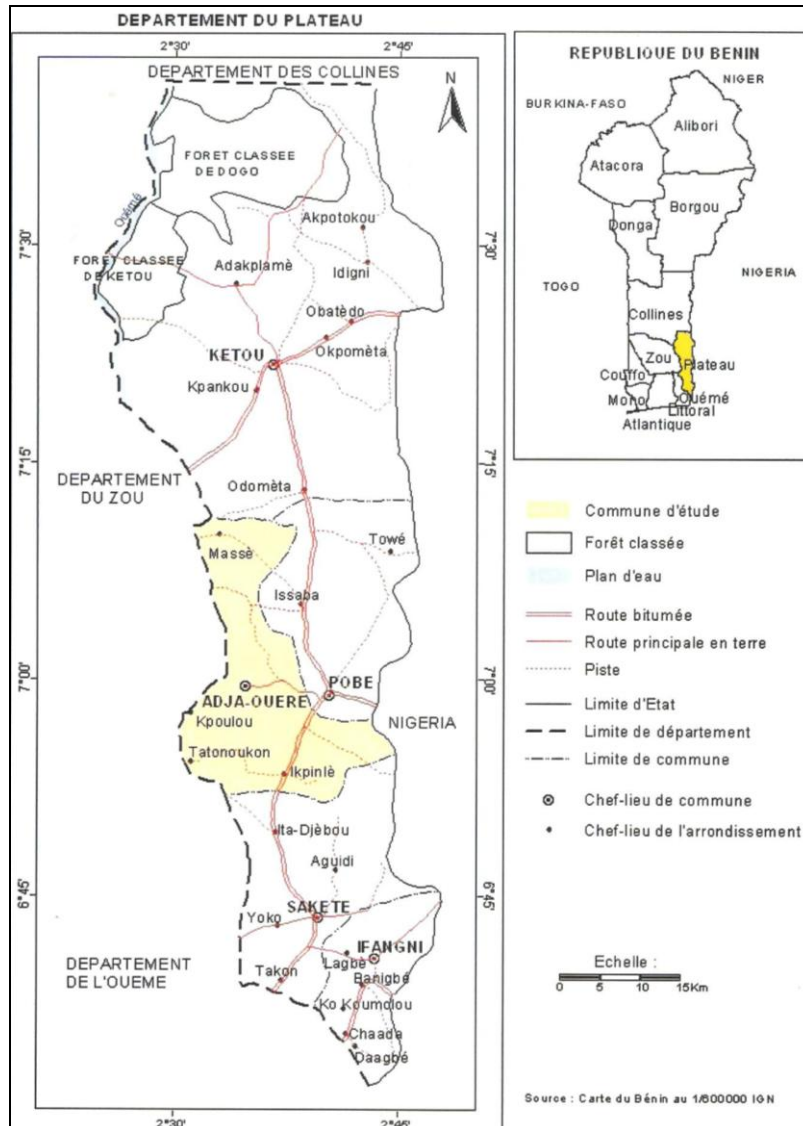 DEPARTEMENT DU PLATEAU
2°30'
2°45'
DEPARTEMENT DES COLLINES
N
FORET CLASSEE
DE DOGO
Ouémé
Akpotokou
7°30'
7°30'
FORET CLASSEE
DE KETOU
Adakplamè
Idigni
Obatèdo
KETOU
Okpomèta
Kpankou
7°15'
7°15'
DEPARTEMENT
DU ZOU
Odomèta
Massè
Towé
Issaba
7°00'
7°00'
POBE
ADJA-OUERE
Kpoulou
NIGERIA
Tatonoukon
Ikpinlè
Ita-Djèbou
Aguidi
6°45'
6°45'
SAKETE
Yoko
IFANGNI
Lagbè
DEPARTEMENT
DE L'OUEME
Takon
Banigbé
Ko Koumolou
Chaada
Daagbé
2°30'
2°45'
REPUBLIQUE DU BENIN
NIGER
BURKINA-FASO
Alibori
Atacora
Borgou
Donga
NIGERIA
TOGO
Collines
Zou
Plateau
Couffo
Mono
Ouémé
Littoral
Atlantique
Commune d'étude
Forêt classée
Plan d'eau
Route bitumée
Route principale en terre
Piste
Limite d'Etat
Limite de département
Limite de commune
Chef-lieu de commune
Chef-lieu de l'arrondissement
Echelle :
0 5 10 15Km
Source : Carte du Bénin au 1/600000 IGN